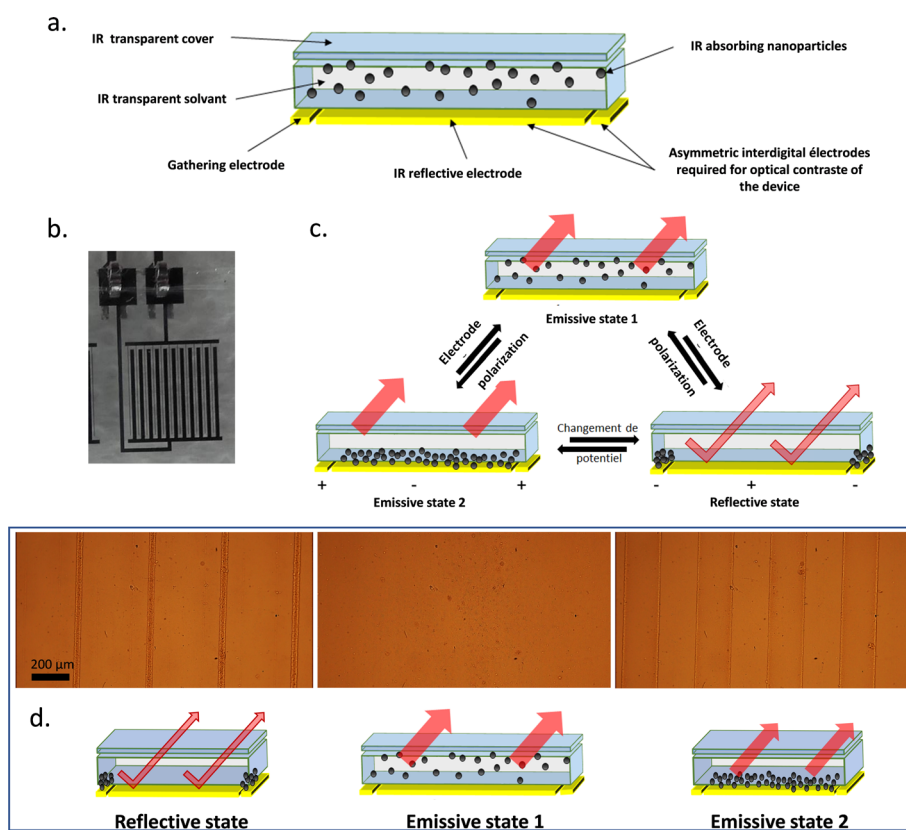 a.
IR transparent cover
IR absorbing nanoparticles
IR transparent solvant
Gathering electrode
IR reflective electrode
Asymmetric interdigital électrodes
required for optical contraste of
the device
b.
c.
Emissive state 1
Electrode
polarization
Electrode
polarization
Changement de
potentiel
+ - +
Emissive state 2
- + -
Reflective state
200 µm
d.
Reflective state
Emissive state 1
Emissive state 2